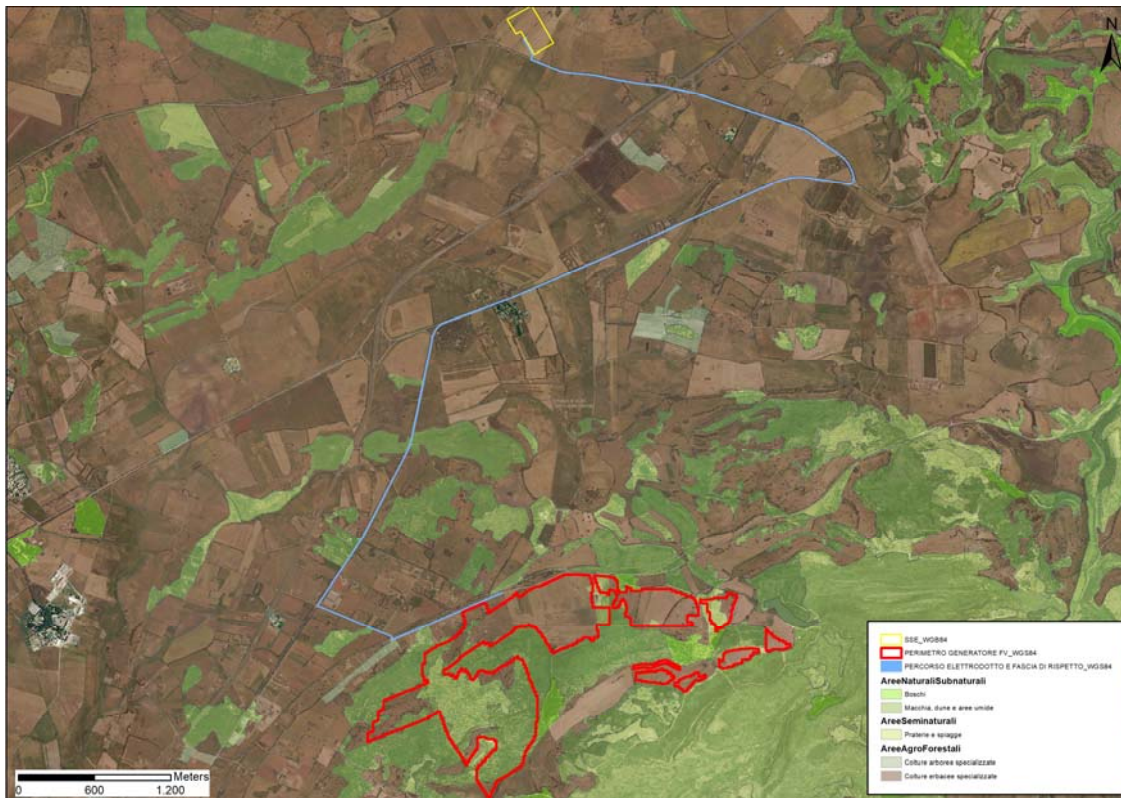 N
SSE_WGB84
PERIMETRO GENERATORE FV_WGS84
PERCORSO ELETTRODOTTO E FASCIA DI RISPETTO_WGS84
AreeNaturaliSubnaturali
Boschi
Macchia, dune e aree umide
AreeSeminaturali
Praterie e spiagge
AreeAgroForestali
Colture arboree specializzate
Colture erbacee specializzate
Meters
0 600 1.200